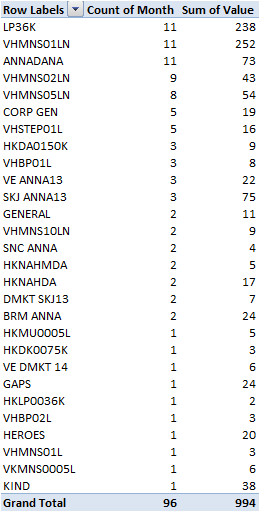 Row Labels Count of Month Sum of Value
LP36K 11 238
VHMNS01LN 11 252
ANNADANA 11 73
VHMNS02LN 9 43
VHMNS05LN 8 54
CORP GEN 5 19
VHSTEP01L 5 16
HKDA0150K 3 9
VHBP01L 3 8
VE ANNA13 3 22
SKJ ANNA13 3 75
GENERAL 2 11
VHMNS10LN 2 9
SNC ANNA 2 4
HKNAHMDA 2 5
HKNAHDA 2 17
DMKT SKJ13 2 7
BRM ANNA 2 24
HKMU0005L 1 5
HKDK0075K 1 3
VE DMKT 14 1 6
GAPS 1 24
HKLP0036K 1 2
VHBP02L 1 3
HEROES 1 20
VHMNS01L 1 3
VKMNS0005L 1 6
KIND 1 38
Grand Total 96 994